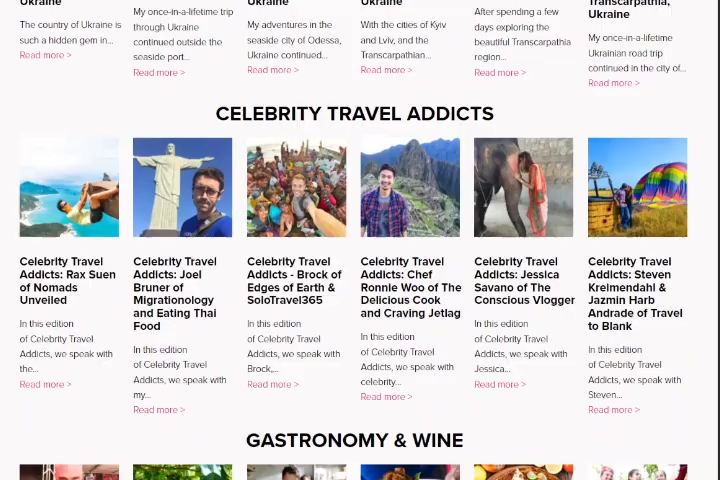 Ukraine
The country of Ukraine is
such a hidden gem in...
Read more >
My once-in-a-lifetime trip
through Ukraine
continued outside the
seaside port...
Read more >
Ukraine
My adventures in the
seaside city of Odessa,
Ukraine continued...
Read more >
Ukraine
With the cities of Kyiv
and Lviv, and the
Transcarpathian...
Read more >
After spending a few
days exploring the
beautiful Transcarpathia
region...
Read more >
Transcarpathia,
Ukraine
My once-in-a-lifetime
Ukrainian road trip
continued in the city of...
Read more >
CELEBRITY TRAVEL ADDICTS
Celebrity Travel
Addicts: Rax Suen
of Nomads
Unveiled
In this edition
of Celebrity Travel
Addicts, we speak with
the...
Read more >
Celebrity Travel
Addicts: Joel
Bruner of
Migrationology
and Eating Thai
Food
In this edition
of Celebrity Travel
Addicts, we speak with
my...
Read more >
Celebrity Travel
Addicts - Brock of
Edges of Earth &
SoloTravel365
In this edition
of Celebrity Travel
Addicts, we speak with
Brock,...
Read more >
Celebrity Travel
Addicts: Chef
Ronnie Woo of The
Delicious Cook
and Craving Jetlag
In this edition
of Celebrity Travel
Addicts, we speak with
celebrity...
Read more >
Celebrity Travel
Addicts: Jessica
Savano of The
Conscious Vlogger
In this edition
of Celebrity Travel
Addicts, we speak with
Jessica...
Read more >
Celebrity Travel
Addicts: Steven
Kreimendahl &
Jazmin Harb
Andrade of Travel
to Blank
In this edition
of Celebrity Travel
Addicts, we speak with
Steven...
Read more >
GASTRONOMY & WINE